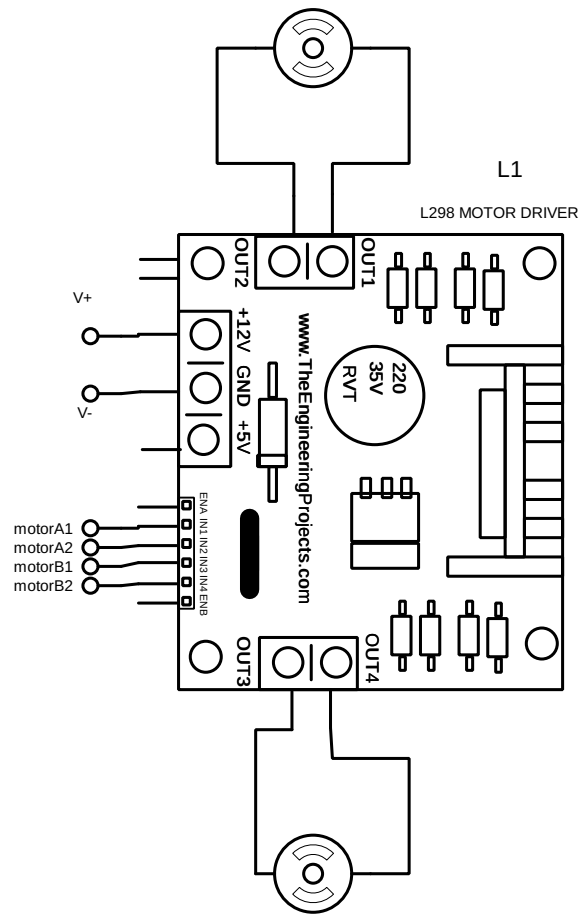 L1
L298 MOTOR DRIVER
OUT2
OUT1
V+
+12V
GND
+5V
V-
www.TheEngineeringProjects.com
220
35V
RVT
ENA
IN1
IN2
IN3
IN4
ENB
motorA1
motorA2
motorB1
motorB2
OUT3
OUT4